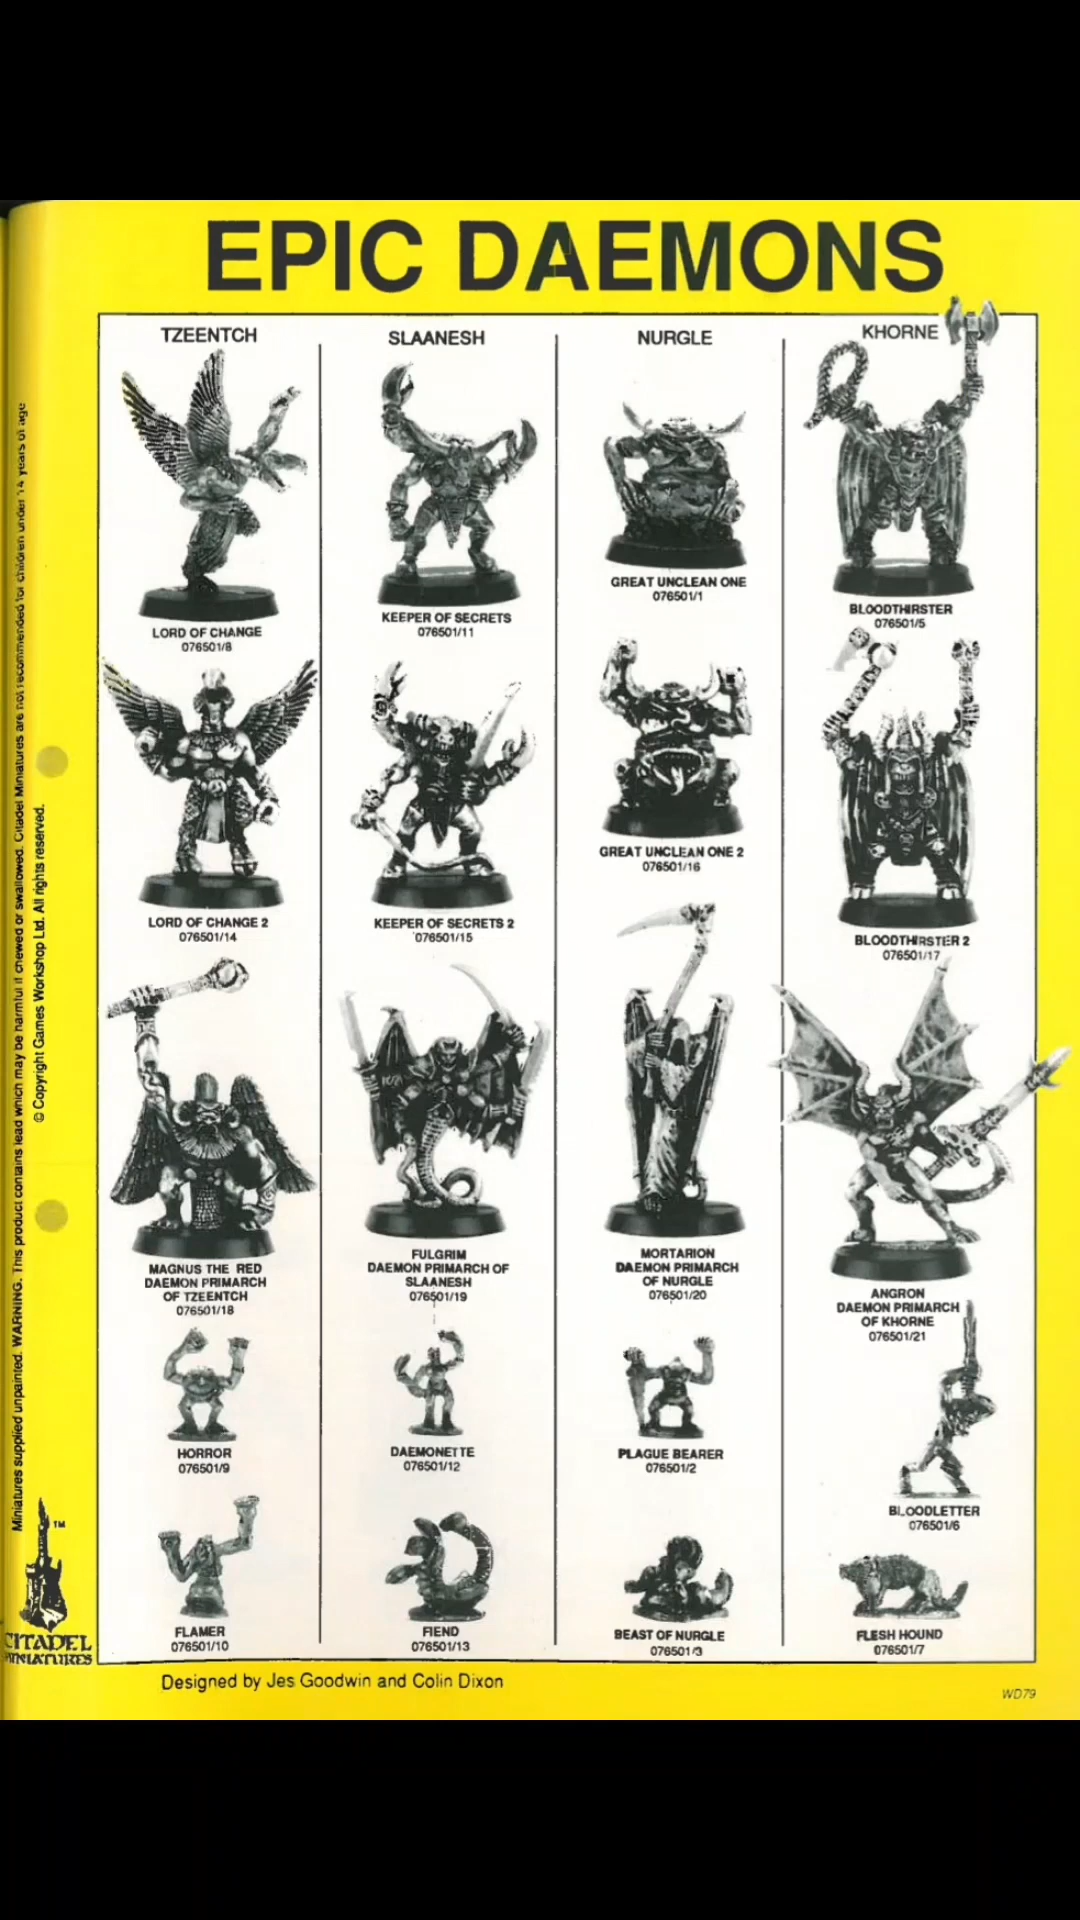 EPIC DAEMONS
TZEENTCH
LORD OF CHANGE
076501/8
LORD OF CHANGE 2
076501/14
MAGNUS THE RED
DAEMON PRIMARCH
OF TZEENTCH
076501/18
HORROR
076501/9
FLAMER
076501/10
SLAANESH
KEEPER OF SECRETS
076501/11
KEEPER OF SECRETS 2
076501/15
FULGRIM
DAEMON PRIMARCH OF
SLAANESH
076501/19
DAEMONETTE
076501/12
FIEND
076501/13
NURGLE
GREAT UNCLEAN ONE
076501/1
GREAT UNCLEAN ONE 2
076501/16
MORTARION
DAEMON PRIMARCH
OF NURGLE
076501/20
PLAGUE BEARER
076501/2
BEAST OF NURGLE
076501/3
KHORNE
BLOODTHIRSTER
076501/5
BLOODTHIRSTER 2
076501/17
ANGRON
DAEMON PRIMARCH
OF KHORNE
076501/21
BLOODLETTER
076501/6
FLESH HOUND
076501/7
Miniatures supplied unpainted. WARNING. This product contains lead which may be harmful if chewed or swallowed. Citadel Miniatures are not recommended for children under 14 years of age
© Copyright Games Workshop Ltd. All rights reserved.
TM
CITADEL
MINIATURES
Designed by Jes Goodwin and Colin Dixon
WD79